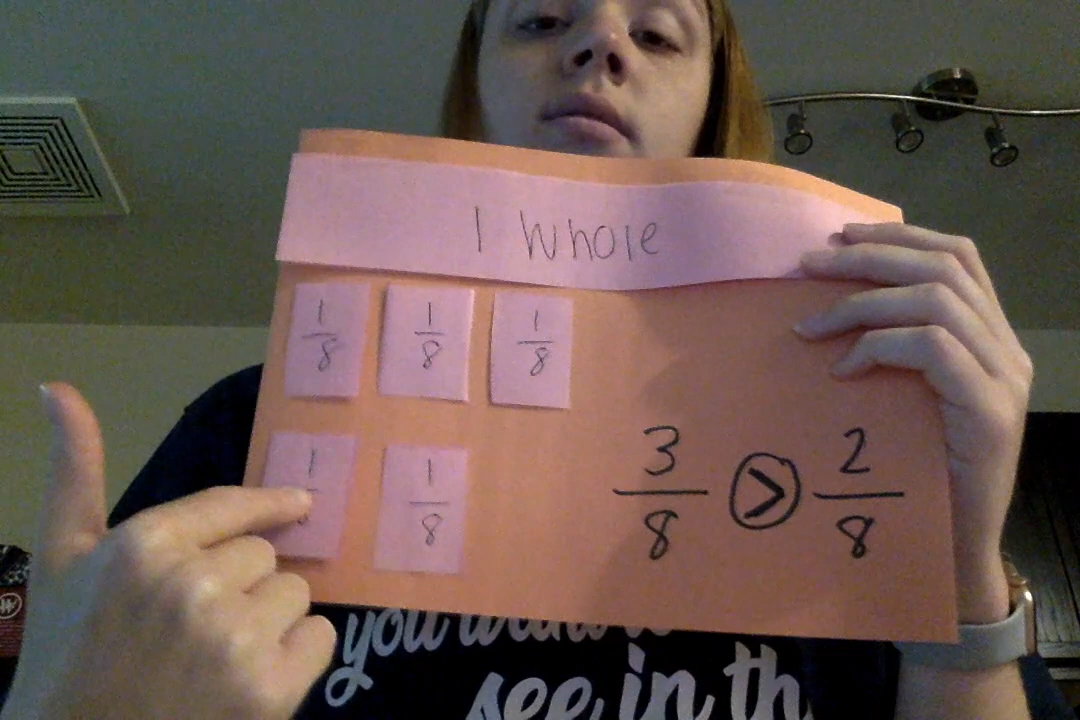 1 Whole
1/8 1/8 1/8
1 1/8
3/8 > 2/8
you want
see in th